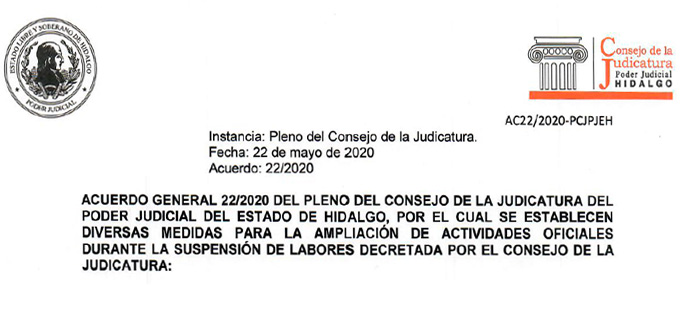 ESTADO LIBRE Y SOBERANO DE HIDALGO
PODER JUDICIAL
Consejo de la
Judicatura
Poder Judicial
HIDALGO
AC22/2020-PCJPJEH
Instancia: Pleno del Consejo de la Judicatura.
Fecha: 22 de mayo de 2020
Acuerdo: 22/2020
ACUERDO GENERAL 22/2020 DEL PLENO DEL CONSEJO DE LA JUDICATURA DEL
PODER JUDICIAL DEL ESTADO DE HIDALGO, POR EL CUAL SE ESTABLECEN
DIVERSAS MEDIDAS PARA LA AMPLIACIÓN DE ACTIVIDADES OFICIALES
DURANTE LA SUSPENSIÓN DE LABORES DECRETADA POR EL CONSEJO DE LA
JUDICATURA: